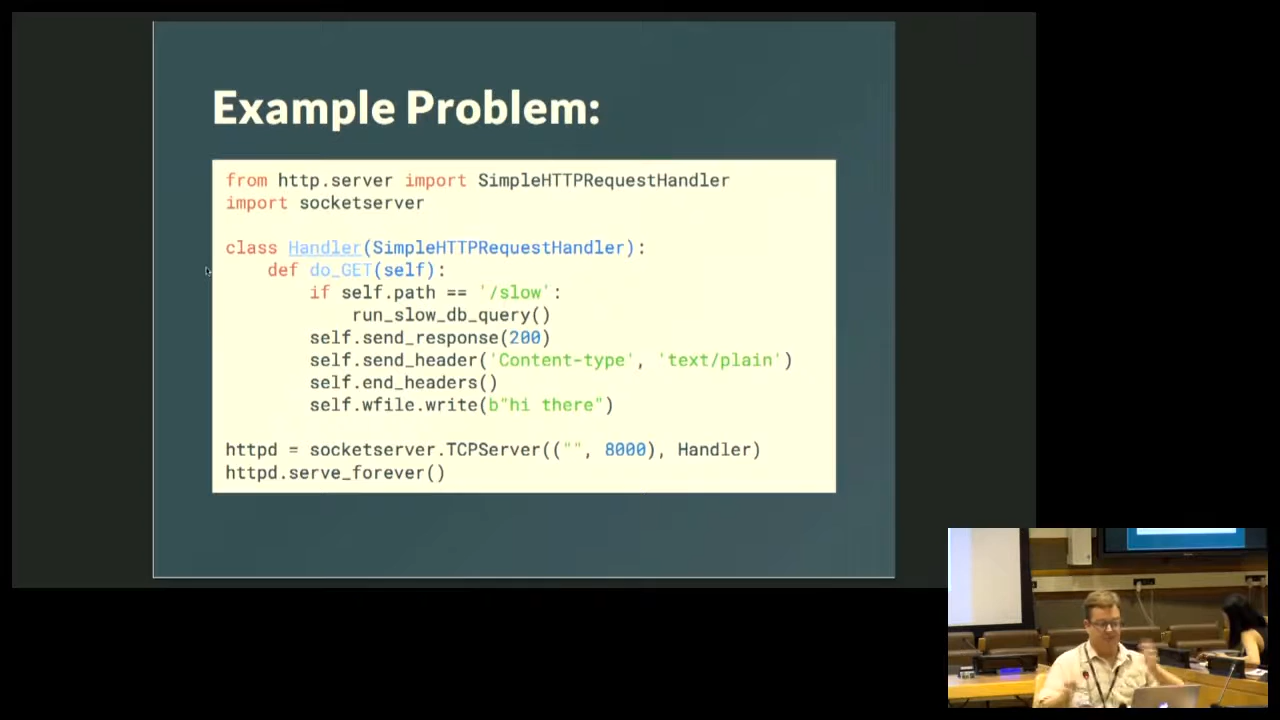 Example Problem:
from http.server import SimpleHTTPRequestHandler
import socketserver
class Handler(SimpleHTTPRequestHandler):
def do_GET(self):
if self.path == '/slow':
run_slow_db_query()
self.send_response(200)
self.send_header('Content-type', 'text/plain')
self.end_headers()
self.wfile.write(b"hi there")
httpd = socketserver.TCPServer(("", 8000), Handler)
httpd.serve_forever()